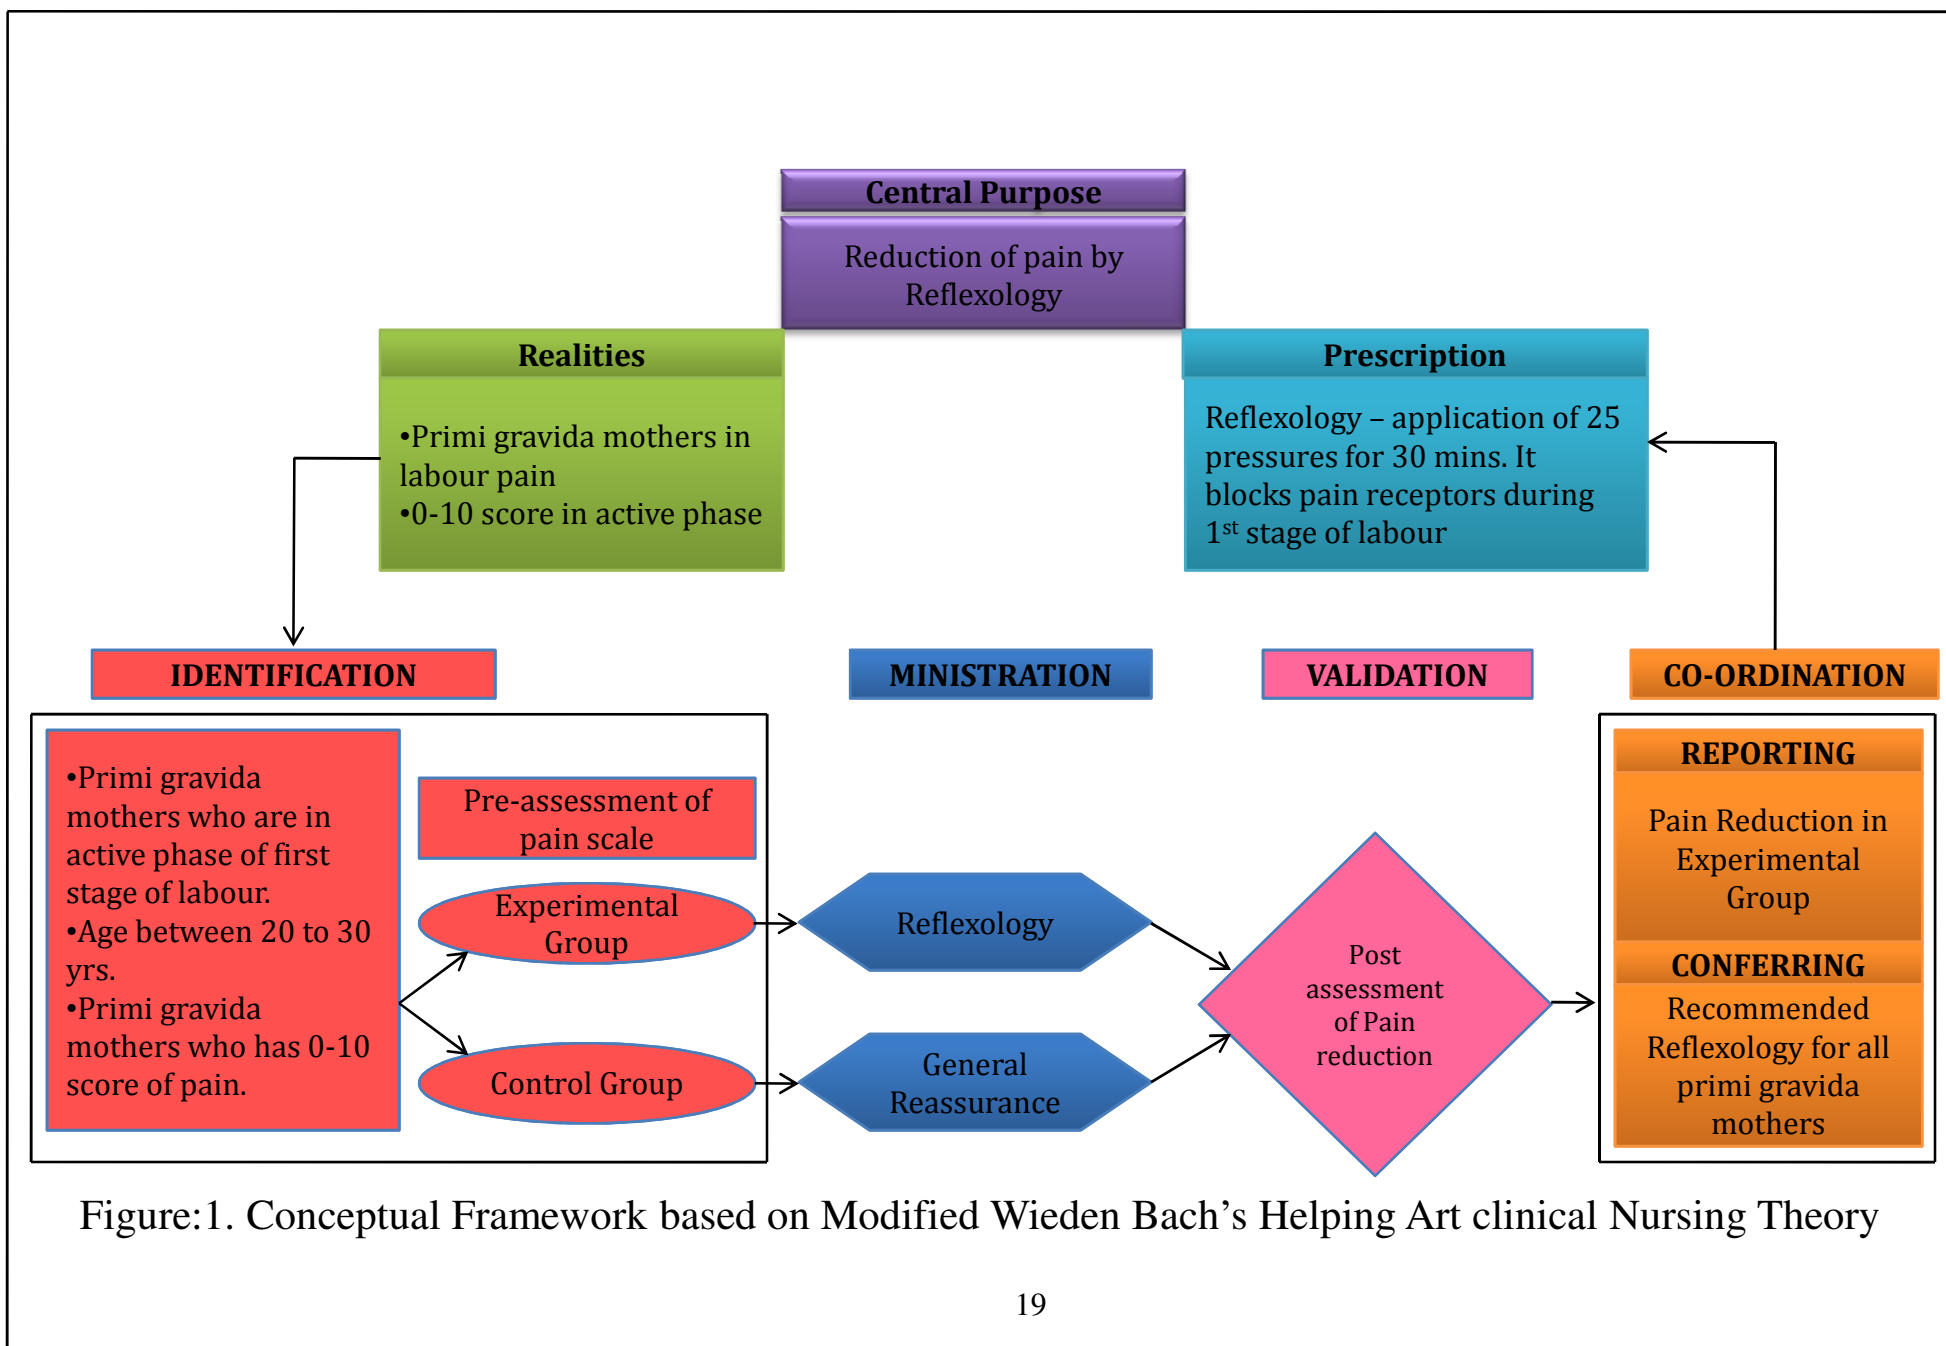 Central Purpose
Reduction of pain by
Reflexology
Realities
•Primi gravida mothers in
labour pain
•0-10 score in active phase
Prescription
Reflexology – application of 25
pressures for 30 mins. It
blocks pain receptors during
1st stage of labour
IDENTIFICATION
MINISTRATION
VALIDATION
CO-ORDINATION
•Primi gravida
mothers who are in
active phase of first
stage of labour.
•Age between 20 to 30
yrs.
•Primi gravida
mothers who has 0-10
score of pain.
Pre-assessment of
pain scale
Experimental
Group
Control Group
Reflexology
General
Reassurance
Post
assessment
of Pain
reduction
REPORTING
Pain Reduction in
Experimental
Group
CONFERRING
Recommended
Reflexology for all
primi gravida
mothers
Figure:1. Conceptual Framework based on Modified Wieden Bach’s Helping Art clinical Nursing Theory
19